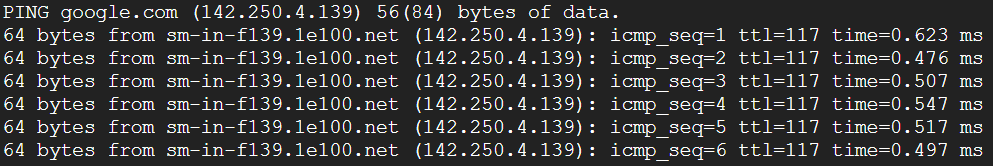 PING google.com (142.250.4.139) 56(84) bytes of data.
64 bytes from sm-in-f139.1e100.net (142.250.4.139): icmp_seq=1 ttl=117 time=0.623 ms
64 bytes from sm-in-f139.1e100.net (142.250.4.139): icmp_seq=2 ttl=117 time=0.476 ms
64 bytes from sm-in-f139.1e100.net (142.250.4.139): icmp_seq=3 ttl=117 time=0.507 ms
64 bytes from sm-in-f139.1e100.net (142.250.4.139): icmp_seq=4 ttl=117 time=0.547 ms
64 bytes from sm-in-f139.1e100.net (142.250.4.139): icmp_seq=5 ttl=117 time=0.517 ms
64 bytes from sm-in-f139.1e100.net (142.250.4.139): icmp_seq=6 ttl=117 time=0.497 ms